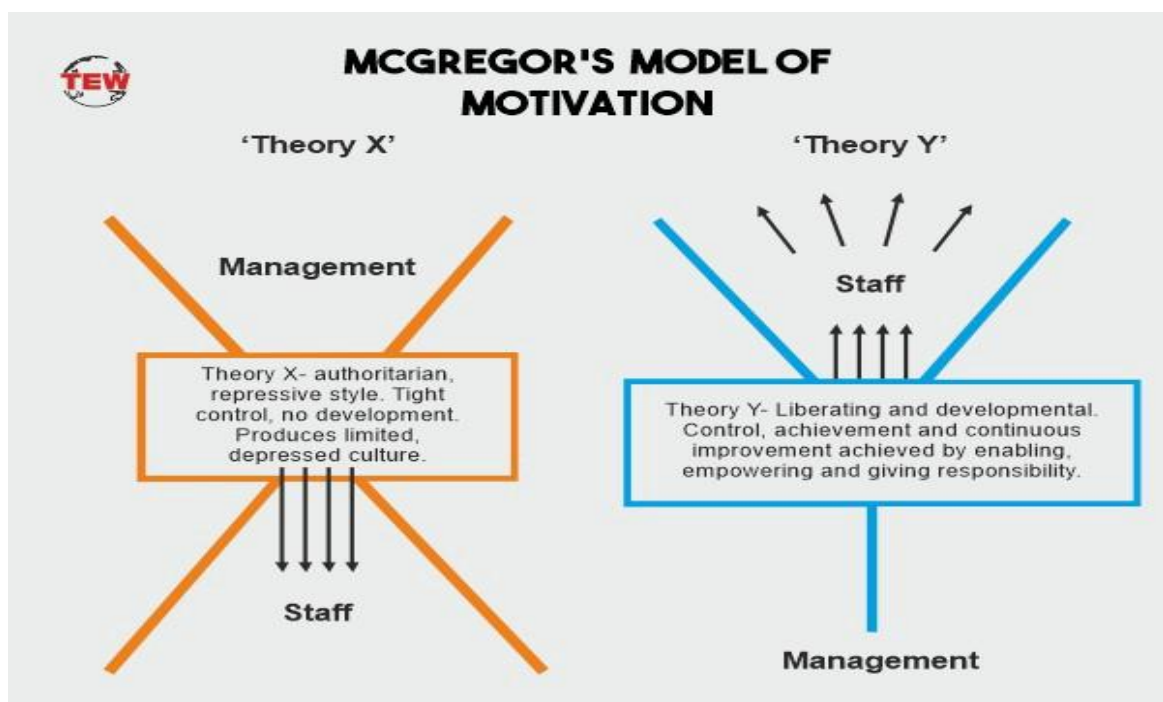 TEW
MCGREGOR'S MODEL OF
MOTIVATION
‘Theory X’
Management
Theory X- authoritarian,
repressive style. Tight
control, no development.
Produces limited,
depressed culture.
Staff
‘Theory Y’
Staff
Theory Y- Liberating and developmental.
Control, achievement and continuous
improvement achieved by enabling,
empowering and giving responsibility.
Management